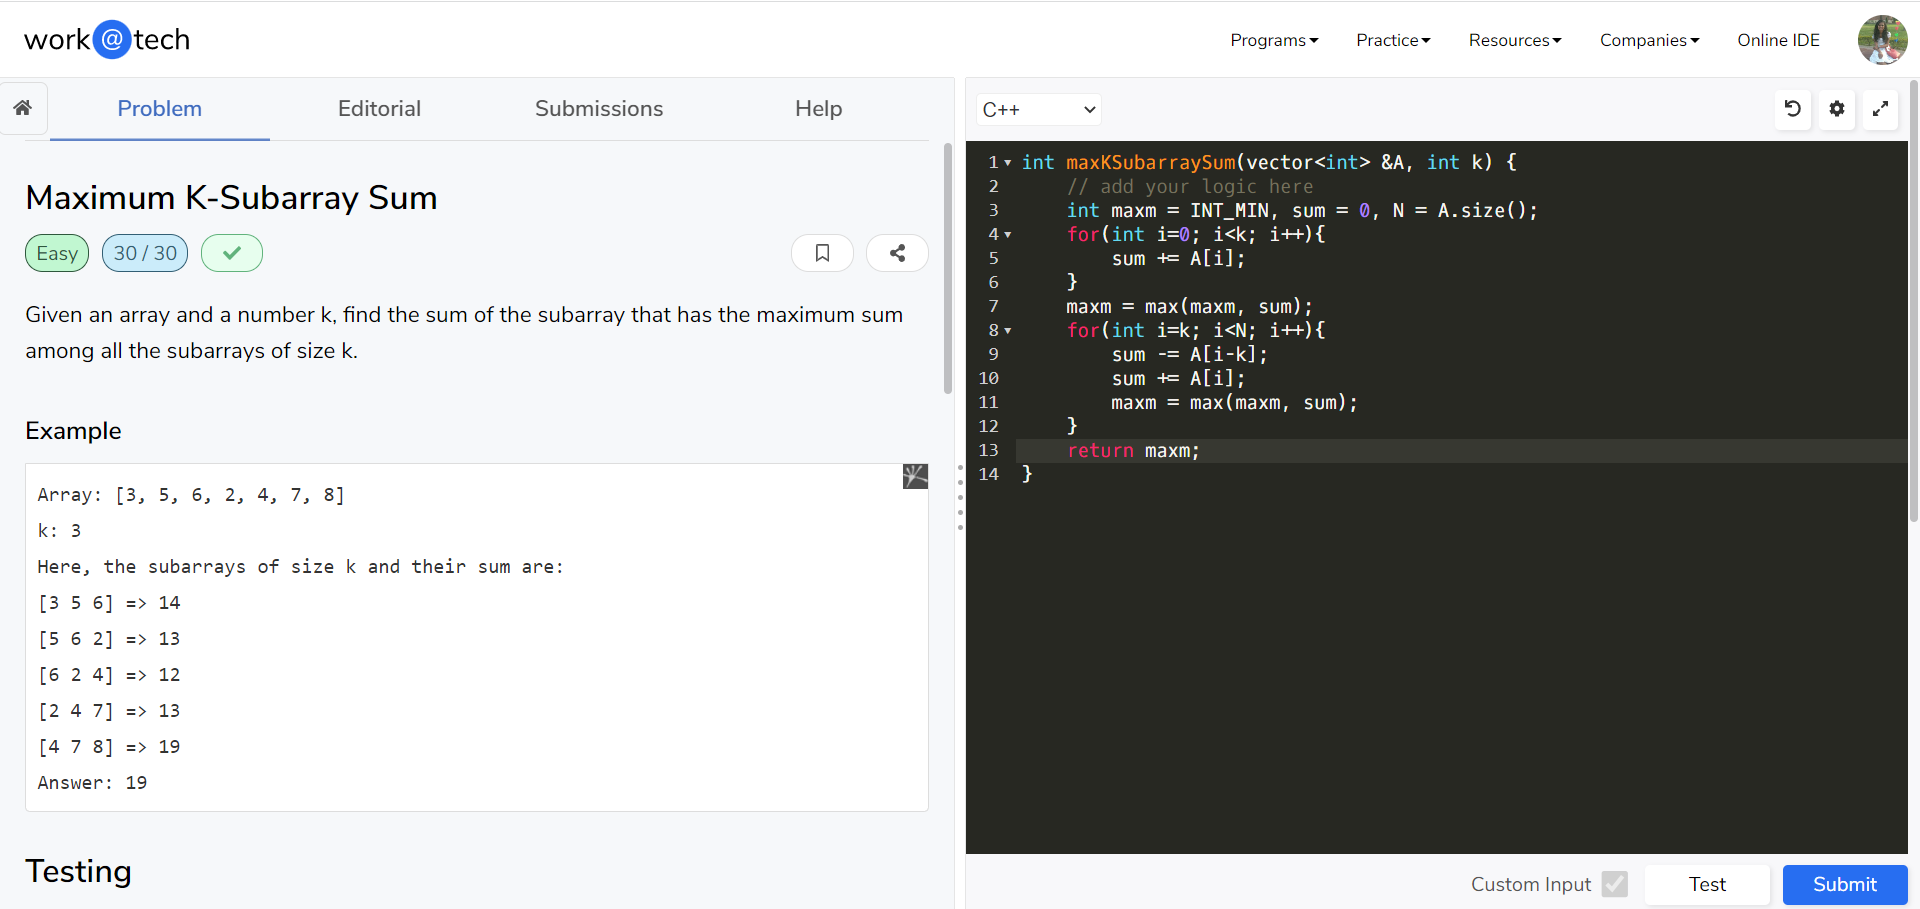 work@tech
Programs Practice Resources Companies Online IDE
Problem Editorial Submissions Help
Maximum K-Subarray Sum
Easy 30 / 30
Given an array and a number k, find the sum of the subarray that has the maximum sum
among all the subarrays of size k.
Example
Array: [3, 5, 6, 2, 4, 7, 8]
k: 3
Here, the subarrays of size k and their sum are:
[3 5 6] => 14
[5 6 2] => 13
[6 2 4] => 12
[2 4 7] => 13
[4 7 8] => 19
Answer: 19
Testing
C++
1 int maxKSubarraySum(vector<int> &A, int k) {
2     // add your logic here
3     int maxm = INT_MIN, sum = 0, N = A.size();
4     for(int i=0; i<k; i++){
5         sum += A[i];
6     }
7     maxm = max(maxm, sum);
8     for(int i=k; i<N; i++){
9         sum -= A[i-k];
10         sum += A[i];
11         maxm = max(maxm, sum);
12     }
13     return maxm;
14 }
Custom Input Test Submit